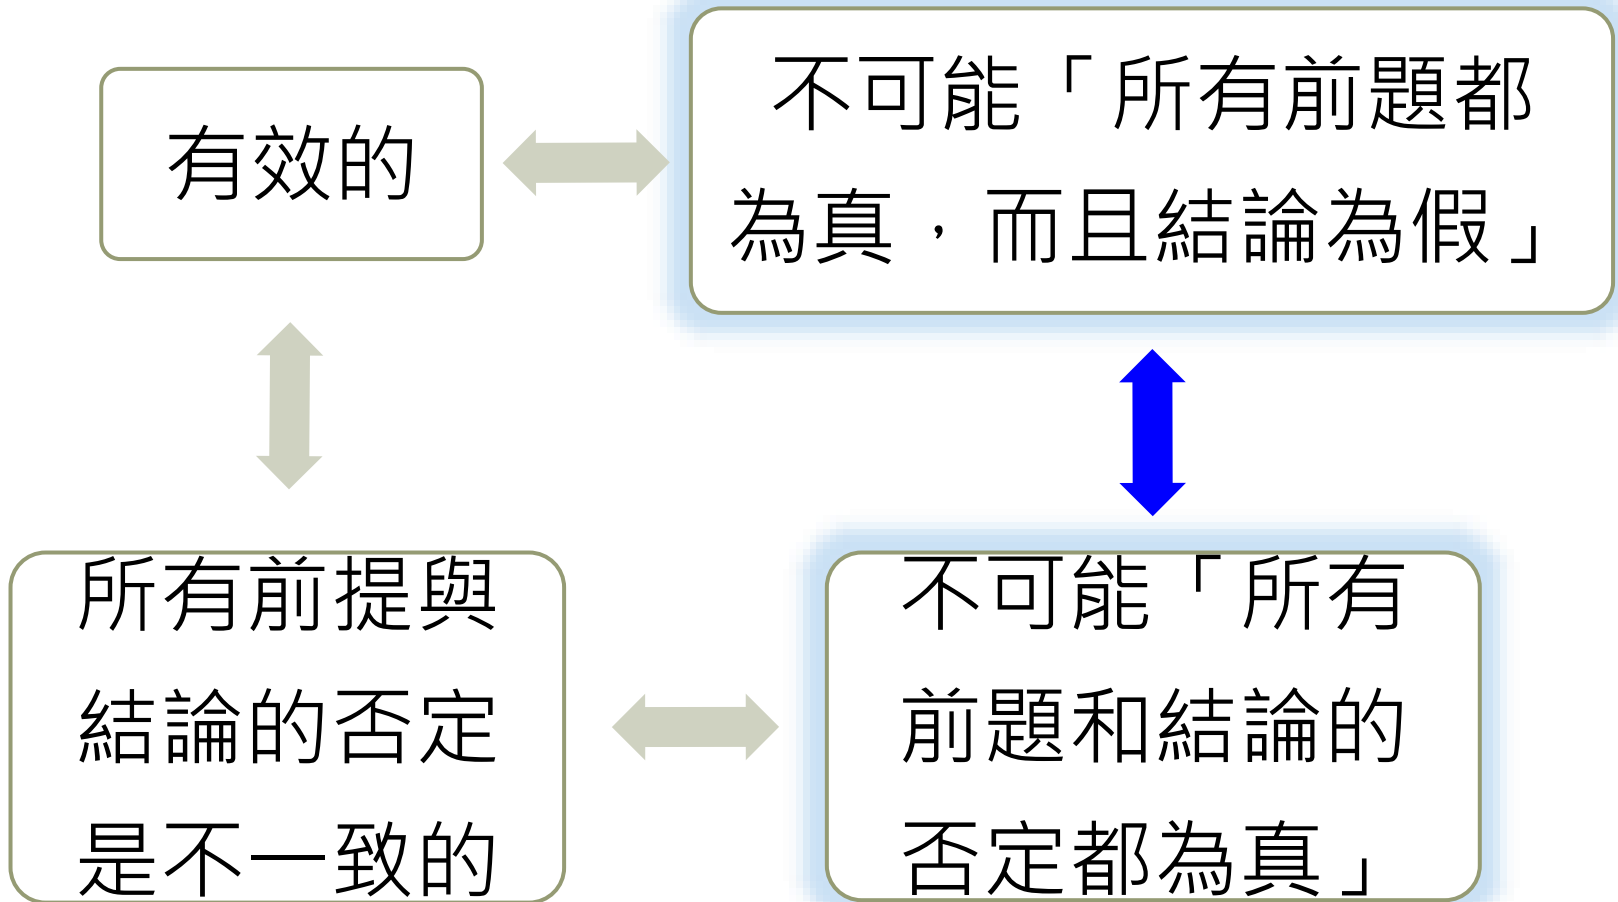 有效的
不可能「所有前題都
為真，而且結論為假」
所有前提與
結論的否定
是不一致的
不可能「所有
前題和結論的
否定都為真」